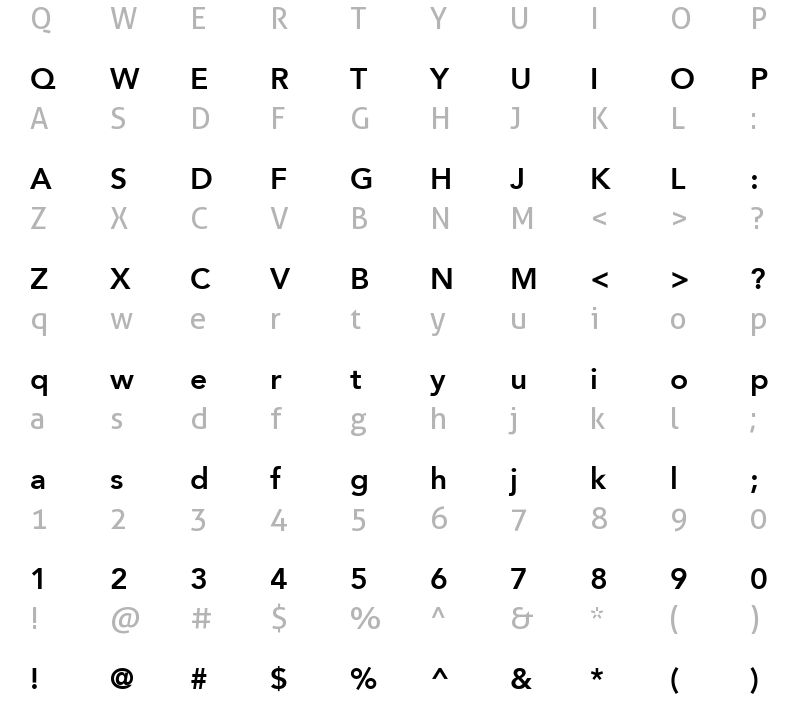 Q W E R T Y U I O P
Q W E R T Y U I O P
A S D F G H J K L :
A S D F G H J K L :
Z X C V B N M < > ?
Z X C V B N M < > ?
q w e r t y u i o p
q w e r t y u i o p
a s d f g h j k l ;
a s d f g h j k l ;
1 2 3 4 5 6 7 8 9 0
1 2 3 4 5 6 7 8 9 0
! @ # $ % ^ & * ( )
! @ # $ % ^ & * ( )